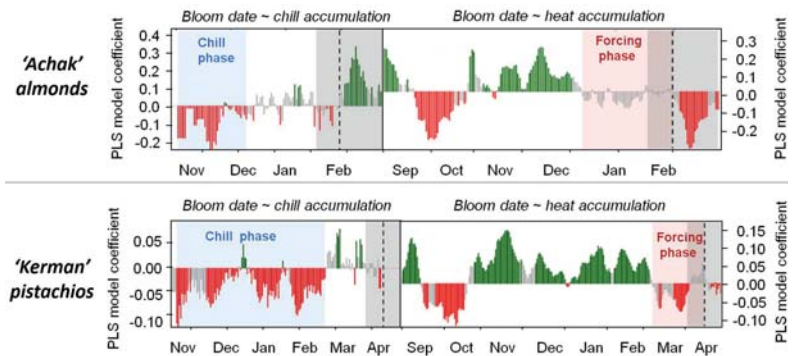 Bloom date ~ chill accumulation
Bloom date ~ heat accumulation
'Achak'
almonds
PLS model coefficient
0.4
0.3
0.2
0.1
0.0
-0.1
-0.2
Chill
phase
Forcing
phase
0.3
0.2
0.1
0.0
-0.1
-0.2
PLS model coefficient
Nov Dec Jan Feb Sep Oct Nov Dec Jan Feb
Bloom date ~ chill accumulation
Bloom date ~ heat accumulation
'Kerman'
pistachios
PLS model coefficient
0.05
0.00
-0.05
-0.10
Chill phase
Forcing
phase
0.15
0.10
0.05
0.00
-0.05
-0.10
PLS model coefficient
Nov Dec Jan Feb Mar Apr Sep Oct Nov Dec Jan Feb Mar Apr